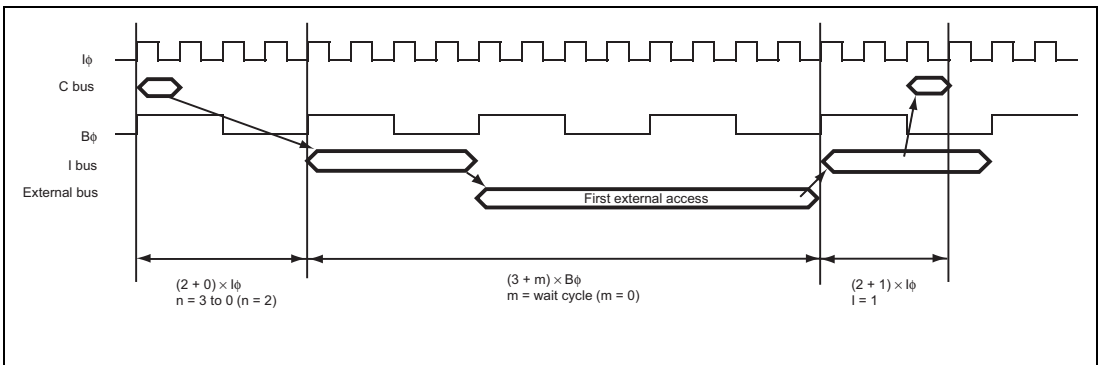 Iϕ
C bus
Bϕ
I bus
External bus
First external access
(2 + 0) × Iϕ
n = 3 to 0 (n = 2)
(3 + m) × Bϕ
m = wait cycle (m = 0)
(2 + 1) × Iϕ
l = 1